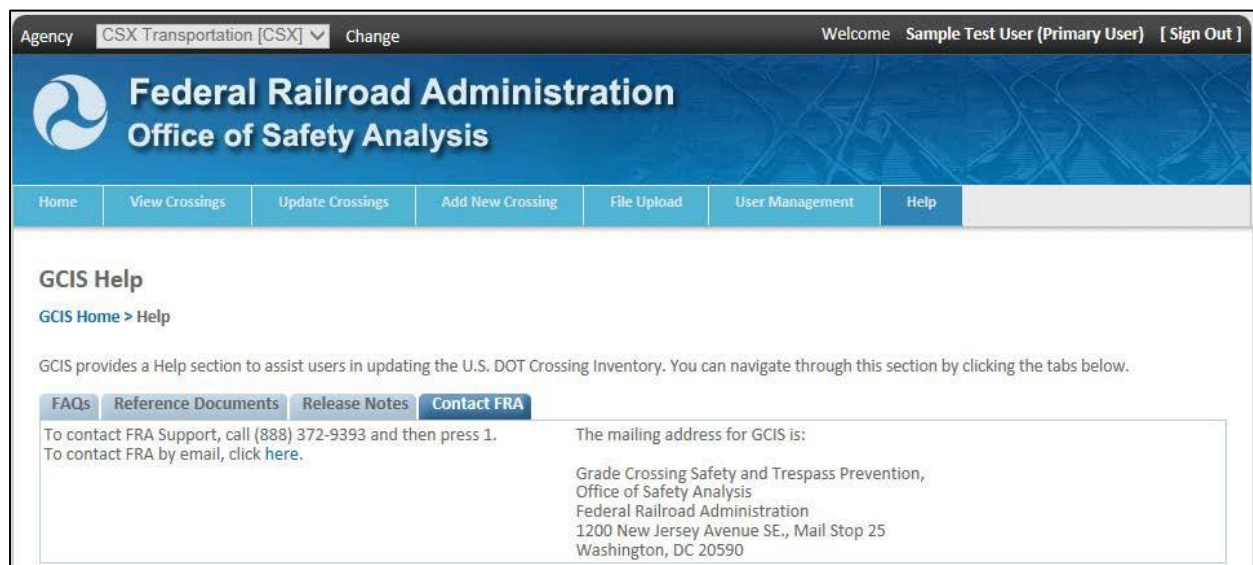 Agency CSX Transportation [CSX] Change Welcome Sample Test User (Primary User) [ Sign Out ]
Federal Railroad Administration
Office of Safety Analysis
Home View Crossings Update Crossings Add New Crossing File Upload User Management Help
GCIS Help
GCIS Home > Help
GCIS provides a Help section to assist users in updating the U.S. DOT Crossing Inventory. You can navigate through this section by clicking the tabs below.
FAQs Reference Documents Release Notes Contact FRA
To contact FRA Support, call (888) 372-9393 and then press 1.
To contact FRA by email, click here.
The mailing address for GCIS is:
Grade Crossing Safety and Trespass Prevention,
Office of Safety Analysis
Federal Railroad Administration
1200 New Jersey Avenue SE., Mail Stop 25
Washington, DC 20590